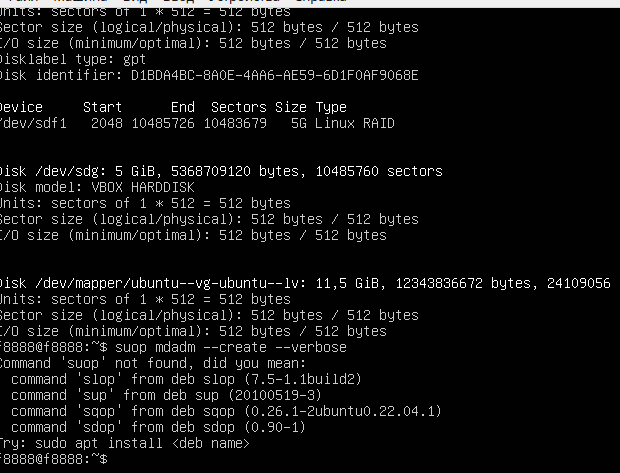 Units: sectors of 1 * 512 = 512 bytes
Sector size (logical/physical): 512 bytes / 512 bytes
I/O size (minimum/optimal): 512 bytes / 512 bytes
Disklabel type: gpt
Disk identifier: D1BDA4BC-8A0E-4AA6-AE59-6D1F0AF9068E
Device Start End Sectors Size Type
/dev/sdf1 2048 10485726 10483679 5G Linux RAID
Disk /dev/sdg: 5 GiB, 5368709120 bytes, 10485760 sectors
Disk model: VBOX HARDDISK
Units: sectors of 1 * 512 = 512 bytes
Sector size (logical/physical): 512 bytes / 512 bytes
I/O size (minimum/optimal): 512 bytes / 512 bytes
Disk /dev/mapper/ubuntu--vg-ubuntu--lv: 11,5 GiB, 12343836672 bytes, 24109056
Units: sectors of 1 * 512 = 512 bytes
Sector size (logical/physical): 512 bytes / 512 bytes
I/O size (minimum/optimal): 512 bytes / 512 bytes
f8888@f8888:~$ suop mdadm --create --verbose
Command 'suop' not found, did you mean:
command 'slop' from deb slop (7.5-1.1build2)
command 'sup' from deb sup (20100519-3)
command 'sqop' from deb sqop (0.26.1-2ubuntu0.22.04.1)
command 'sdop' from deb sdop (0.90-1)
Try: sudo apt install <deb name>
f8888@f8888:~$